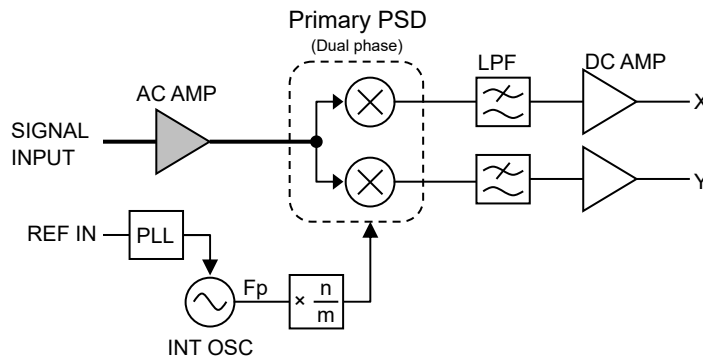 Primary PSD
(Dual phase)
LPF
DC AMP
AC AMP
X
SIGNAL
INPUT
Y
REF IN
PLL
Fp
× n
m
INT OSC